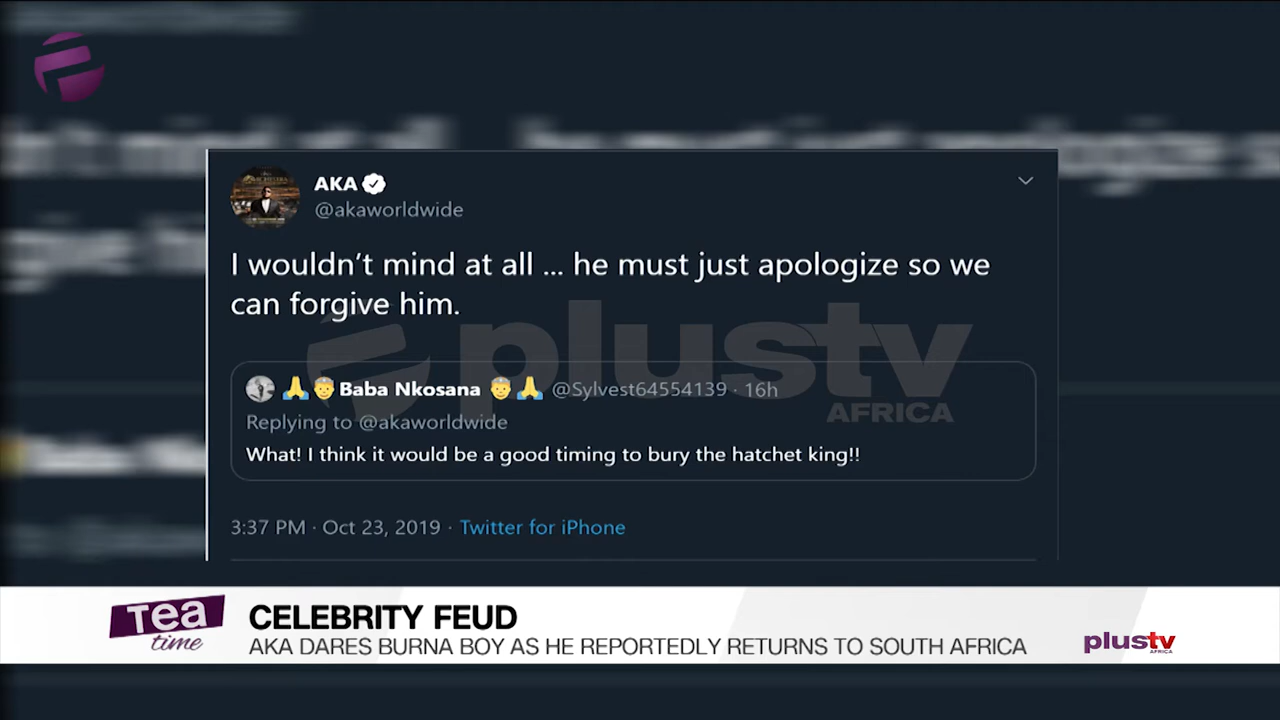 AKA
@akaworldwide
I wouldn't mind at all ... he must just apologize so we
can forgive him.
plustv
AFRICA
🙏👳Baba Nkosana 👳🙏 @Sylvest64554139 · 16h
Replying to @akaworldwide
What! I think it would be a good timing to bury the hatchet king!!
3:37 PM · Oct 23, 2019 · Twitter for iPhone
Tea
time
CELEBRITY FEUD
AKA DARES BURNA BOY AS HE REPORTEDLY RETURNS TO SOUTH AFRICA
plustv
AFRICA